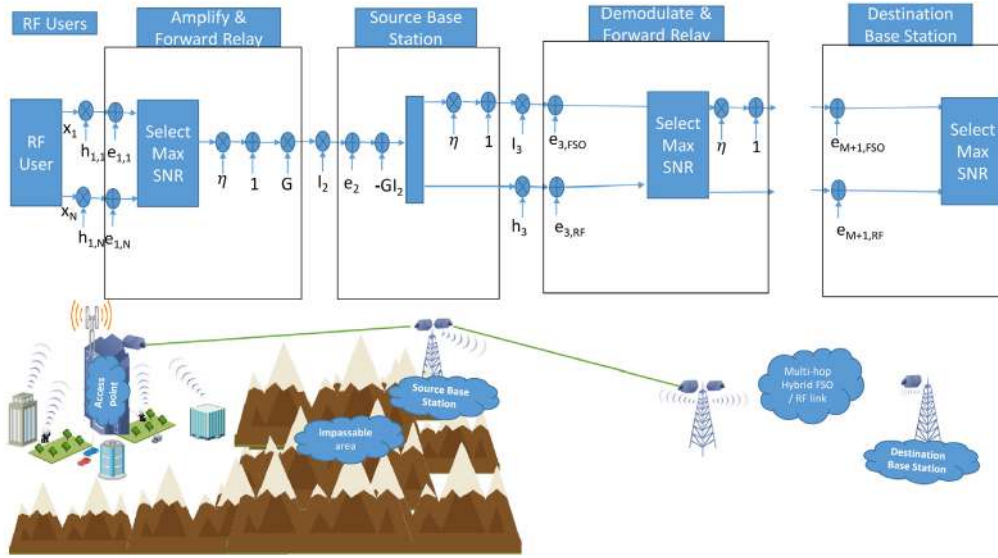 RF Users
Amplify &
Forward Relay
Source Base
Station
Demodulate &
Forward Relay
Destination
Base Station
RF
User
x₁
h₁,₁
e₁,₁
x_N
h₁,N
e₁,N
Select
Max
SNR
η
1
G
I₂
e₂
-GI₂
η
1
I₃
e₃,FSO
h₃
e₃,RF
Select
Max
SNR
η
1
e_M+1,FSO
e_M+1,RF
Select
Max
SNR
Access
point
Source Base
Station
Impassable
area
Multi-hop
Hybrid FSO
/ RF link
Destination
Base Station